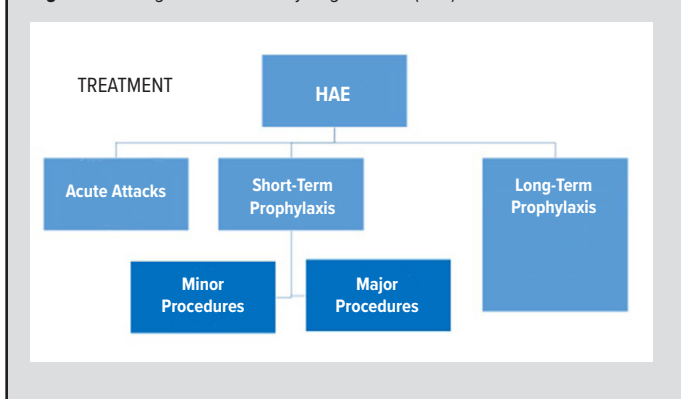 TREATMENT
HAE
Acute Attacks
Short-Term
Prophylaxis
Long-Term
Prophylaxis
Minor
Procedures
Major
Procedures